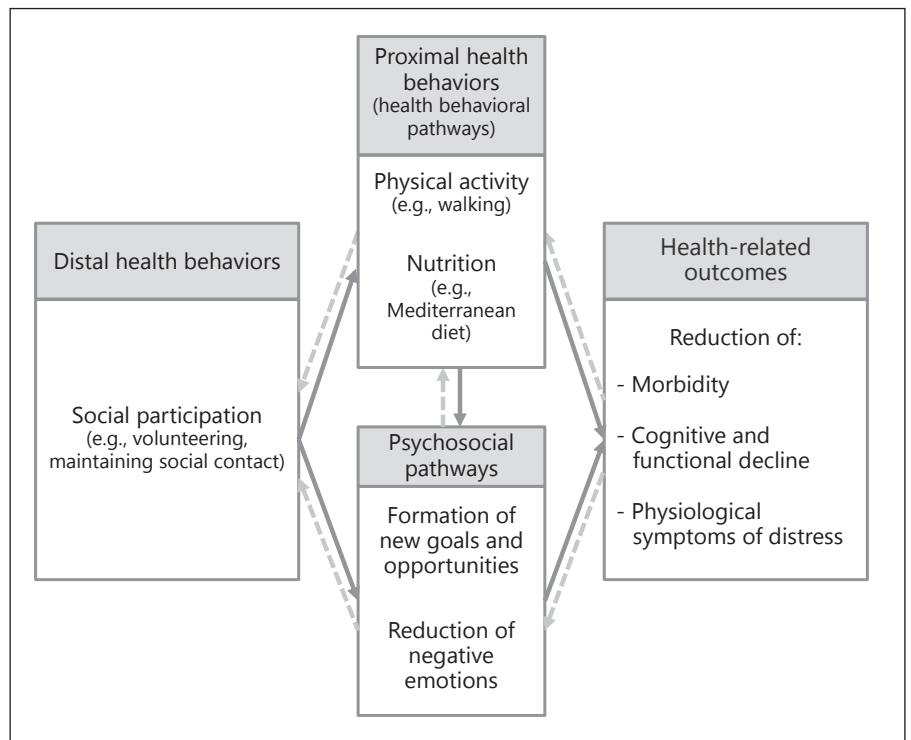 Proximal health
behaviors
(health behavioral
pathways)
Physical activity
(e.g., walking)
Nutrition
(e.g.,
Mediterranean
diet)
Distal health behaviors
Social participation
(e.g., volunteering,
maintaining social contact)
Psychosocial
pathways
Formation of
new goals and
opportunities
Reduction of
negative
emotions
Health-related
outcomes
Reduction of:
- Morbidity
- Cognitive and
functional decline
- Physiological
symptoms of distress